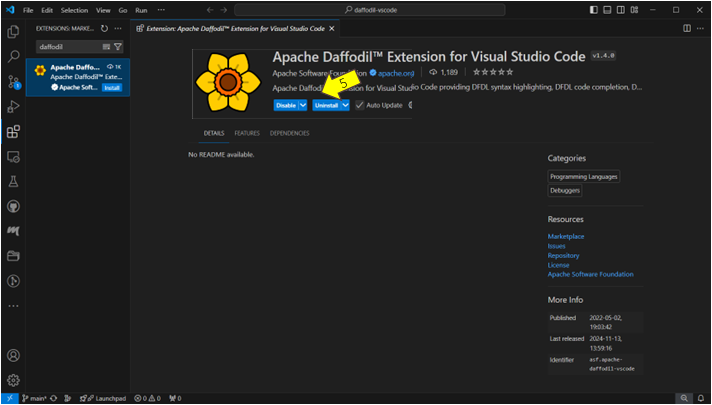 File Edit Selection View Go Run ···
daffodil-vscode
EXTENSIONS: MARKE...
daffodil
Apache Daffo... 1K
Apache Daffodil™ Exte...
Apache Soft... Install
Extension: Apache Daffodil™ Extension for Visual Studio Code
Apache Daffodil™ Extension for Visual Studio Code v1.4.0
Apache Software Foundation apache.org 1,189
Apache Daffodil Extension for Visual Studio Code providing DFDL syntax highlighting, DFDL code completion, D...
5
Disable Uninstall Auto Update
DETAILS FEATURES DEPENDENCIES
No README available.
Categories
Programming Languages
Debuggers
Resources
Marketplace
Issues
Repository
License
Apache Software Foundation
More Info
Published 2022-05-02,
19:03:42
Last released 2024-11-13,
13:59:16
Identifier asf.apache-
daffodil-vscode
1
main* Launchpad 0 0 0